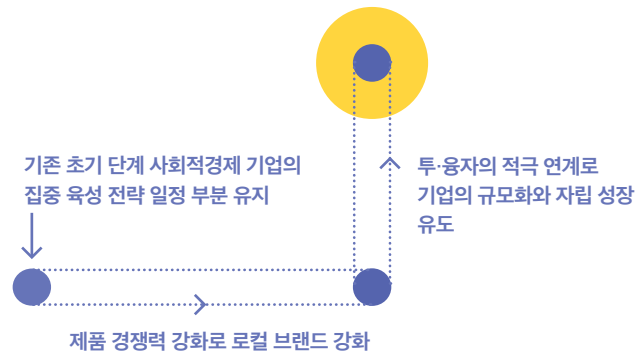 기존 초기 단계 사회적경제 기업의
집중 육성 전략 일정 부분 유지
투·융자의 적극 연계로
기업의 규모화와 자립 성장
유도
제품 경쟁력 강화로 로컬 브랜드 강화